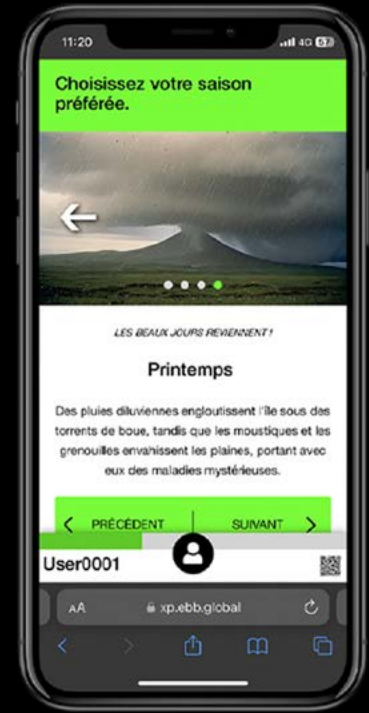 11:20
4G 67
Choisissez votre saison
préférée.
LES BEAUX JOURS REVIENNENT !
Printemps
Des pluies diluviennes engloutissent l'île sous des
torrents de boue, tandis que les moustiques et les
grenouilles envahissent les plaines, portant avec
eux des maladies mystérieuses.
PRÉCÉDENT SUIVANT
User0001
AA xp.ebb.global